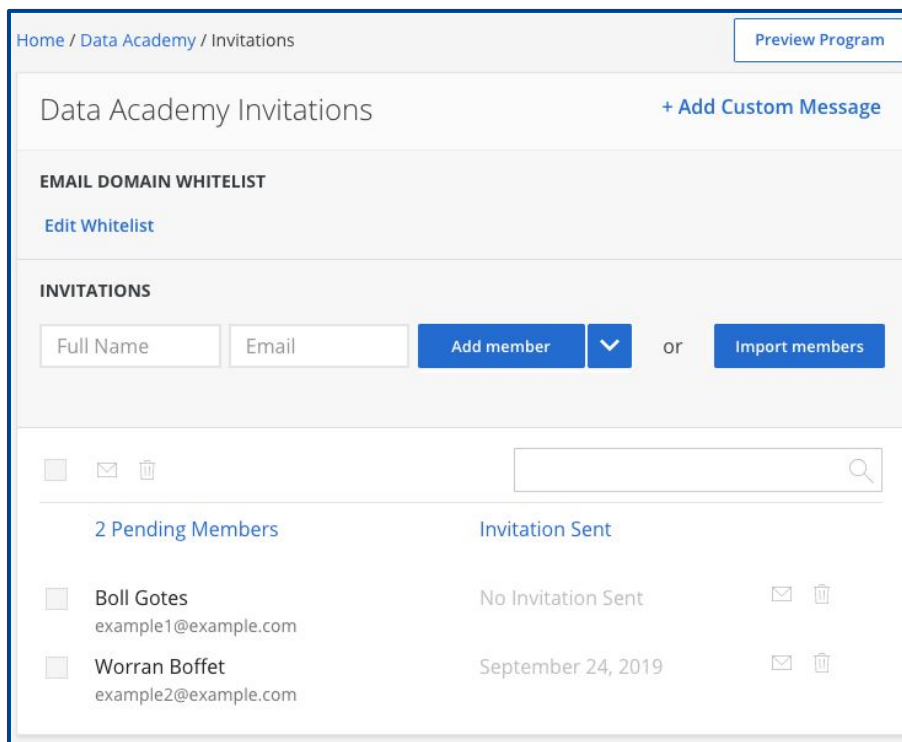 Home / Data Academy / Invitations
Preview Program
Data Academy Invitations
+ Add Custom Message
EMAIL DOMAIN WHITELIST
Edit Whitelist
INVITATIONS
Full Name
Email
Add member
or
Import members
2 Pending Members
Invitation Sent
Boll Gotes
No Invitation Sent
example1@example.com
Worran Boffet
September 24, 2019
example2@example.com